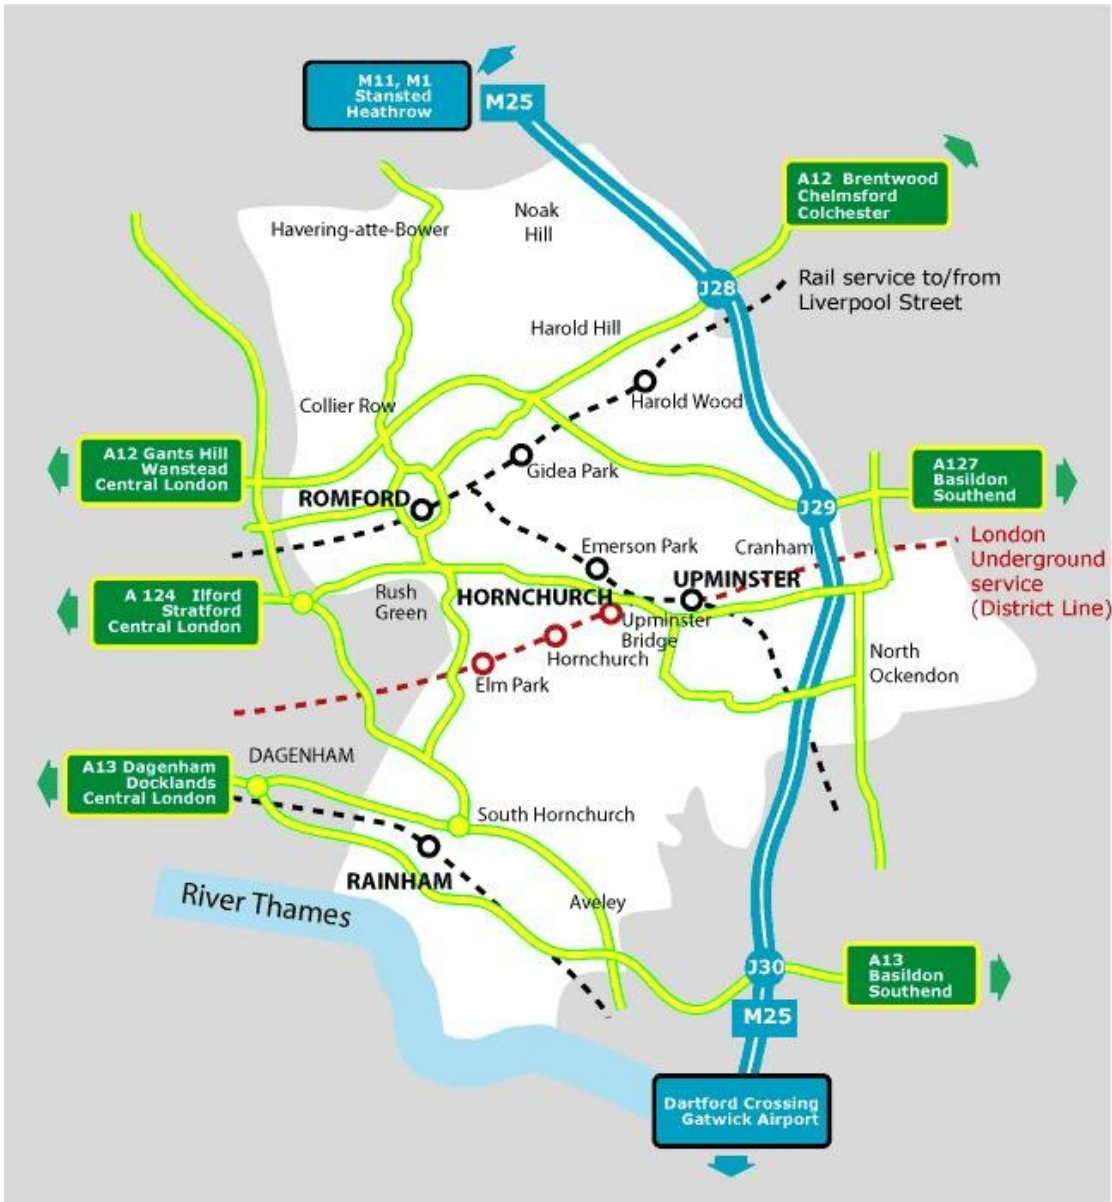 M11, M1
Stansted
Heathrow
M25
A12 Brentwood
Chelmsford
Colchester
Noak
Hill
Havering-atte-Bower
J28
Rail service to/from
Liverpool Street
Harold Hill
Harold Wood
Collier Row
A12 Gants Hill
Wanstead
Central London
Gidea Park
ROMFORD
A127
Basildon
Southend
J29
Emerson Park
Cranham
London
Underground
service
(District Line)
UPMINSTER
A 124 Ilford
Stratford
Central London
Rush
Green
HORNCHURCH
Upminster
Bridge
Hornchurch
Elm Park
North
Ockendon
DAGENHAM
A13 Dagenham
Docklands
Central London
South Hornchurch
RAINHAM
River Thames
Aveley
J30
A13
Basildon
Southend
M25
Dartford Crossing
Gatwick Airport